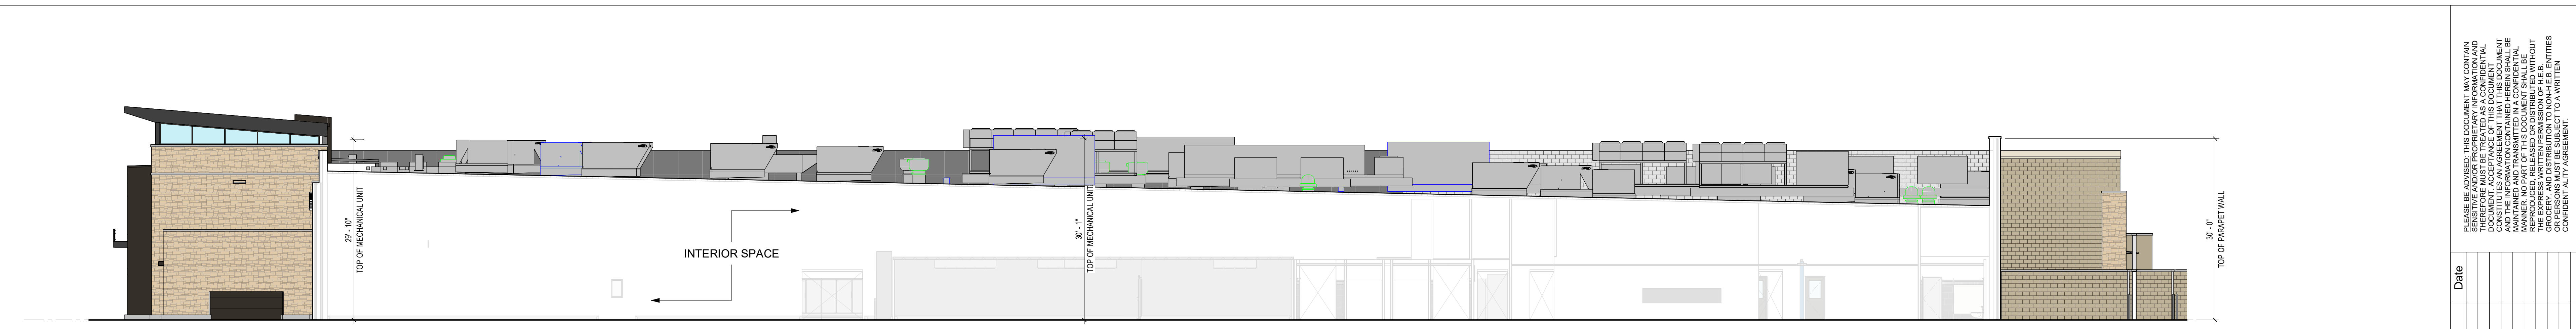 29' - 10"
TOP OF MECHANICAL UNIT
INTERIOR SPACE
30' - 1"
TOP OF MECHANICAL UNIT
30' - 0"
TOP OF PARAPET WALL
PLEASE BE ADVISED: THIS DOCUMENT MAY CONTAIN
SENSITIVE AND/OR PROPRIETARY INFORMATION AND
THEREFORE MUST BE TREATED AS A CONFIDENTIAL
DOCUMENT. ACCEPTANCE OF THIS DOCUMENT
CONSTITUTES AN AGREEMENT THAT THIS DOCUMENT
AND THE INFORMATION CONTAINED HEREIN SHALL BE
MAINTAINED AND TRANSMITTED IN A CONFIDENTIAL
MANNER. NO PART OF THIS DOCUMENT SHALL BE
REPRODUCED, RELEASED OR DISTRIBUTED WITHOUT
THE EXPRESS WRITTEN PERMISSION OF H.E.B.
GROCERY, AND DISTRIBUTION TO NON-H.E.B. ENTITIES
OR PERSONS MUST BE SUBJECT TO A WRITTEN
CONFIDENTIALITY AGREEMENT.
Date